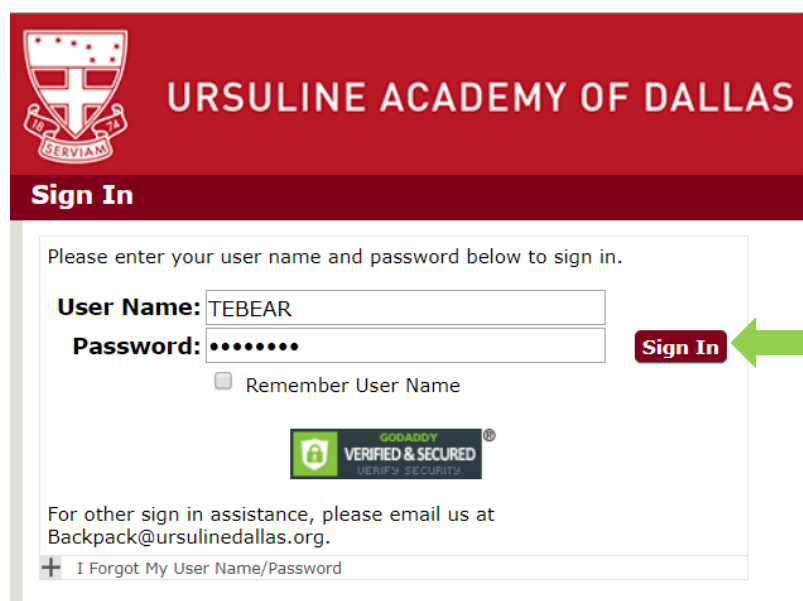 URSULINE ACADEMY OF DALLAS
18 74
SERVIAM
Sign In
Please enter your user name and password below to sign in.
User Name: TEBEAR
Password: ••••••••
Sign In
Remember User Name
GODADDY ®
VERIFIED & SECURED
VERIFY SECURITY
For other sign in assistance, please email us at
Backpack@ursulinedallas.org.
+ I Forgot My User Name/Password